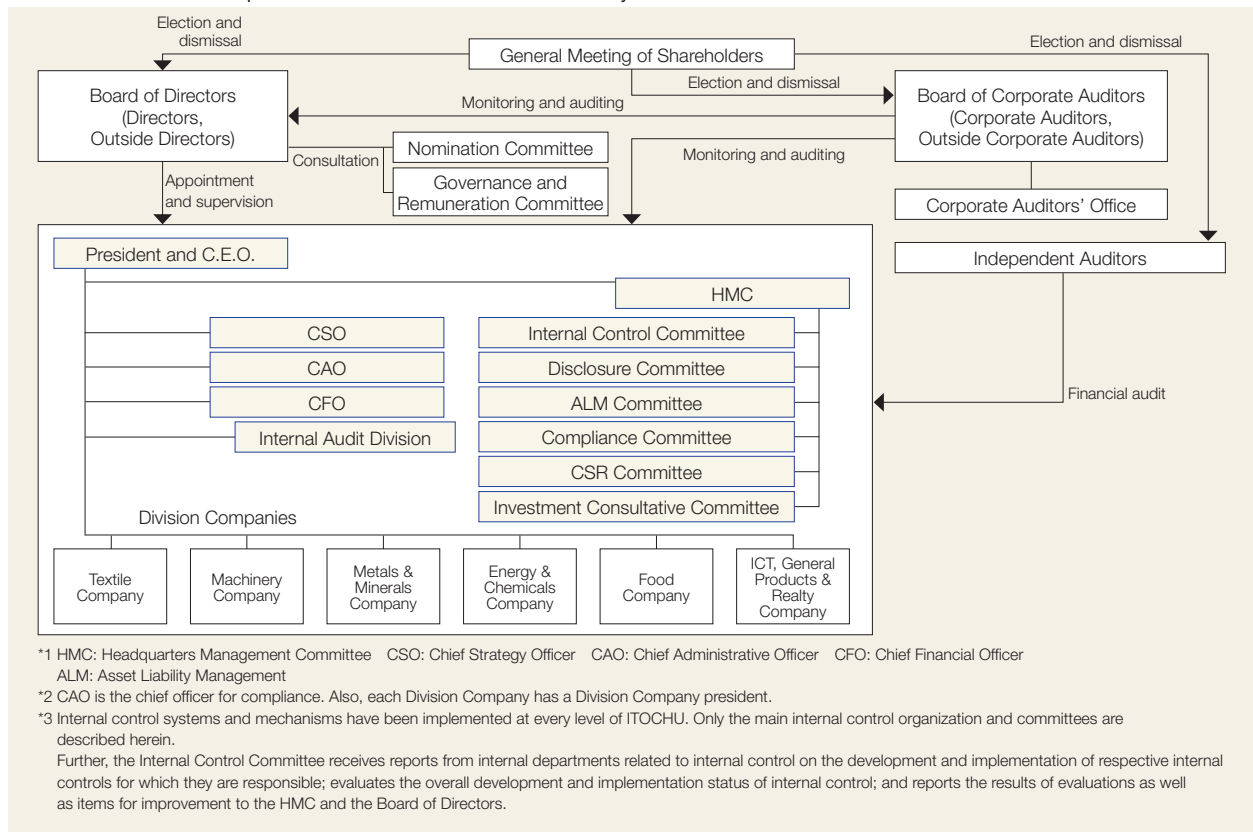 Election and
dismissal
General Meeting of Shareholders
Election and dismissal
Election and dismissal
Board of Directors
(Directors,
Outside Directors)
Monitoring and auditing
Board of Corporate Auditors
(Corporate Auditors,
Outside Corporate Auditors)
Consultation
Nomination Committee
Monitoring and auditing
Governance and
Remuneration Committee
Appointment
and supervision
Corporate Auditors' Office
President and C.E.O.
Independent Auditors
HMC
CSO
Internal Control Committee
CAO
Disclosure Committee
CFO
ALM Committee
Financial audit
Internal Audit Division
Compliance Committee
CSR Committee
Investment Consultative Committee
Division Companies
Textile
Company
Machinery
Company
Metals &
Minerals
Company
Energy &
Chemicals
Company
Food
Company
ICT, General
Products &
Realty
Company
*1 HMC: Headquarters Management Committee CSO: Chief Strategy Officer CAO: Chief Administrative Officer CFO: Chief Financial Officer
ALM: Asset Liability Management
*2 CAO is the chief officer for compliance. Also, each Division Company has a Division Company president.
*3 Internal control systems and mechanisms have been implemented at every level of ITOCHU. Only the main internal control organization and committees are
described herein.
Further, the Internal Control Committee receives reports from internal departments related to internal control on the development and implementation of respective internal
controls for which they are responsible; evaluates the overall development and implementation status of internal control; and reports the results of evaluations as well
as items for improvement to the HMC and the Board of Directors.